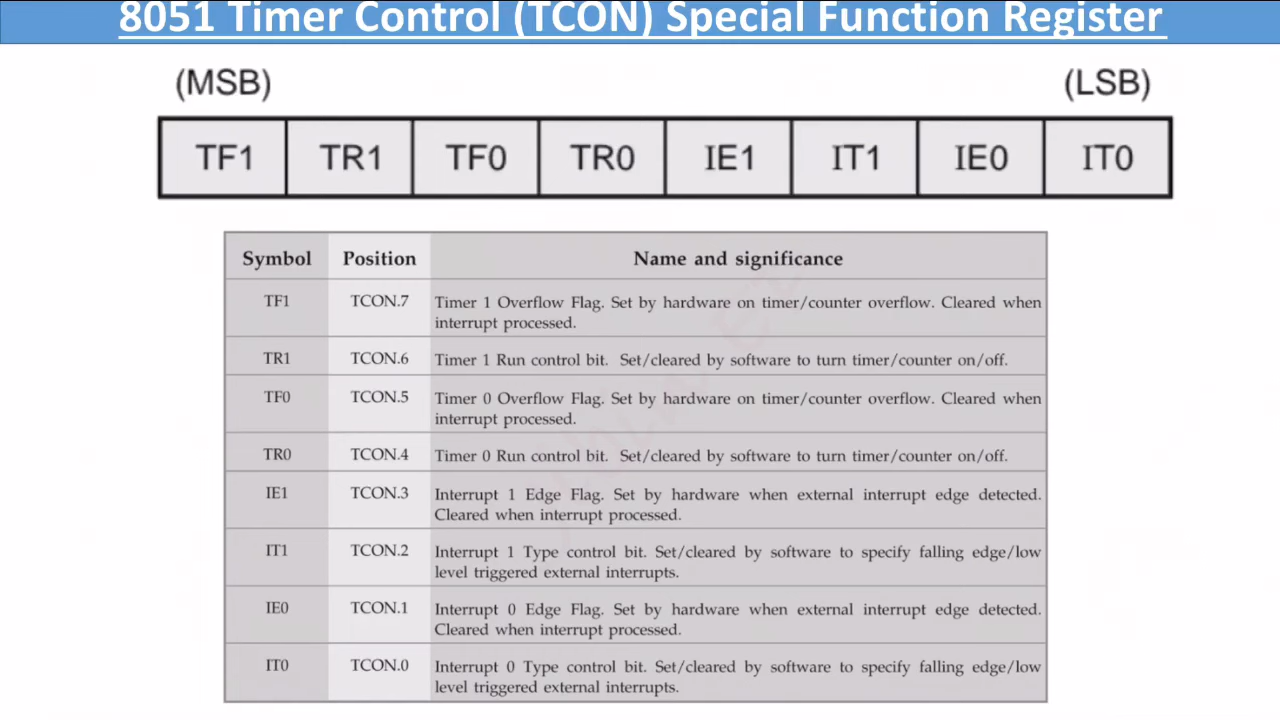 8051 Timer Control (TCON) Special Function Register
(MSB) (LSB)
TF1 TR1 TF0 TR0 IE1 IT1 IE0 IT0
Symbol Position Name and significance
TF1 TCON.7 Timer 1 Overflow Flag. Set by hardware on timer/counter overflow. Cleared when
interrupt processed.
TR1 TCON.6 Timer 1 Run control bit. Set/cleared by software to turn timer/counter on/off.
TF0 TCON.5 Timer 0 Overflow Flag. Set by hardware on timer/counter overflow. Cleared when
interrupt processed.
TR0 TCON.4 Timer 0 Run control bit. Set/cleared by software to turn timer/counter on/off.
IE1 TCON.3 Interrupt 1 Edge Flag. Set by hardware when external interrupt edge detected.
Cleared when interrupt processed.
IT1 TCON.2 Interrupt 1 Type control bit. Set/cleared by software to specify falling edge/low
level triggered external interrupts.
IE0 TCON.1 Interrupt 0 Edge Flag. Set by hardware when external interrupt edge detected.
Cleared when interrupt processed.
IT0 TCON.0 Interrupt 0 Type control bit. Set/cleared by software to specify falling edge/low
level triggered external interrupts.